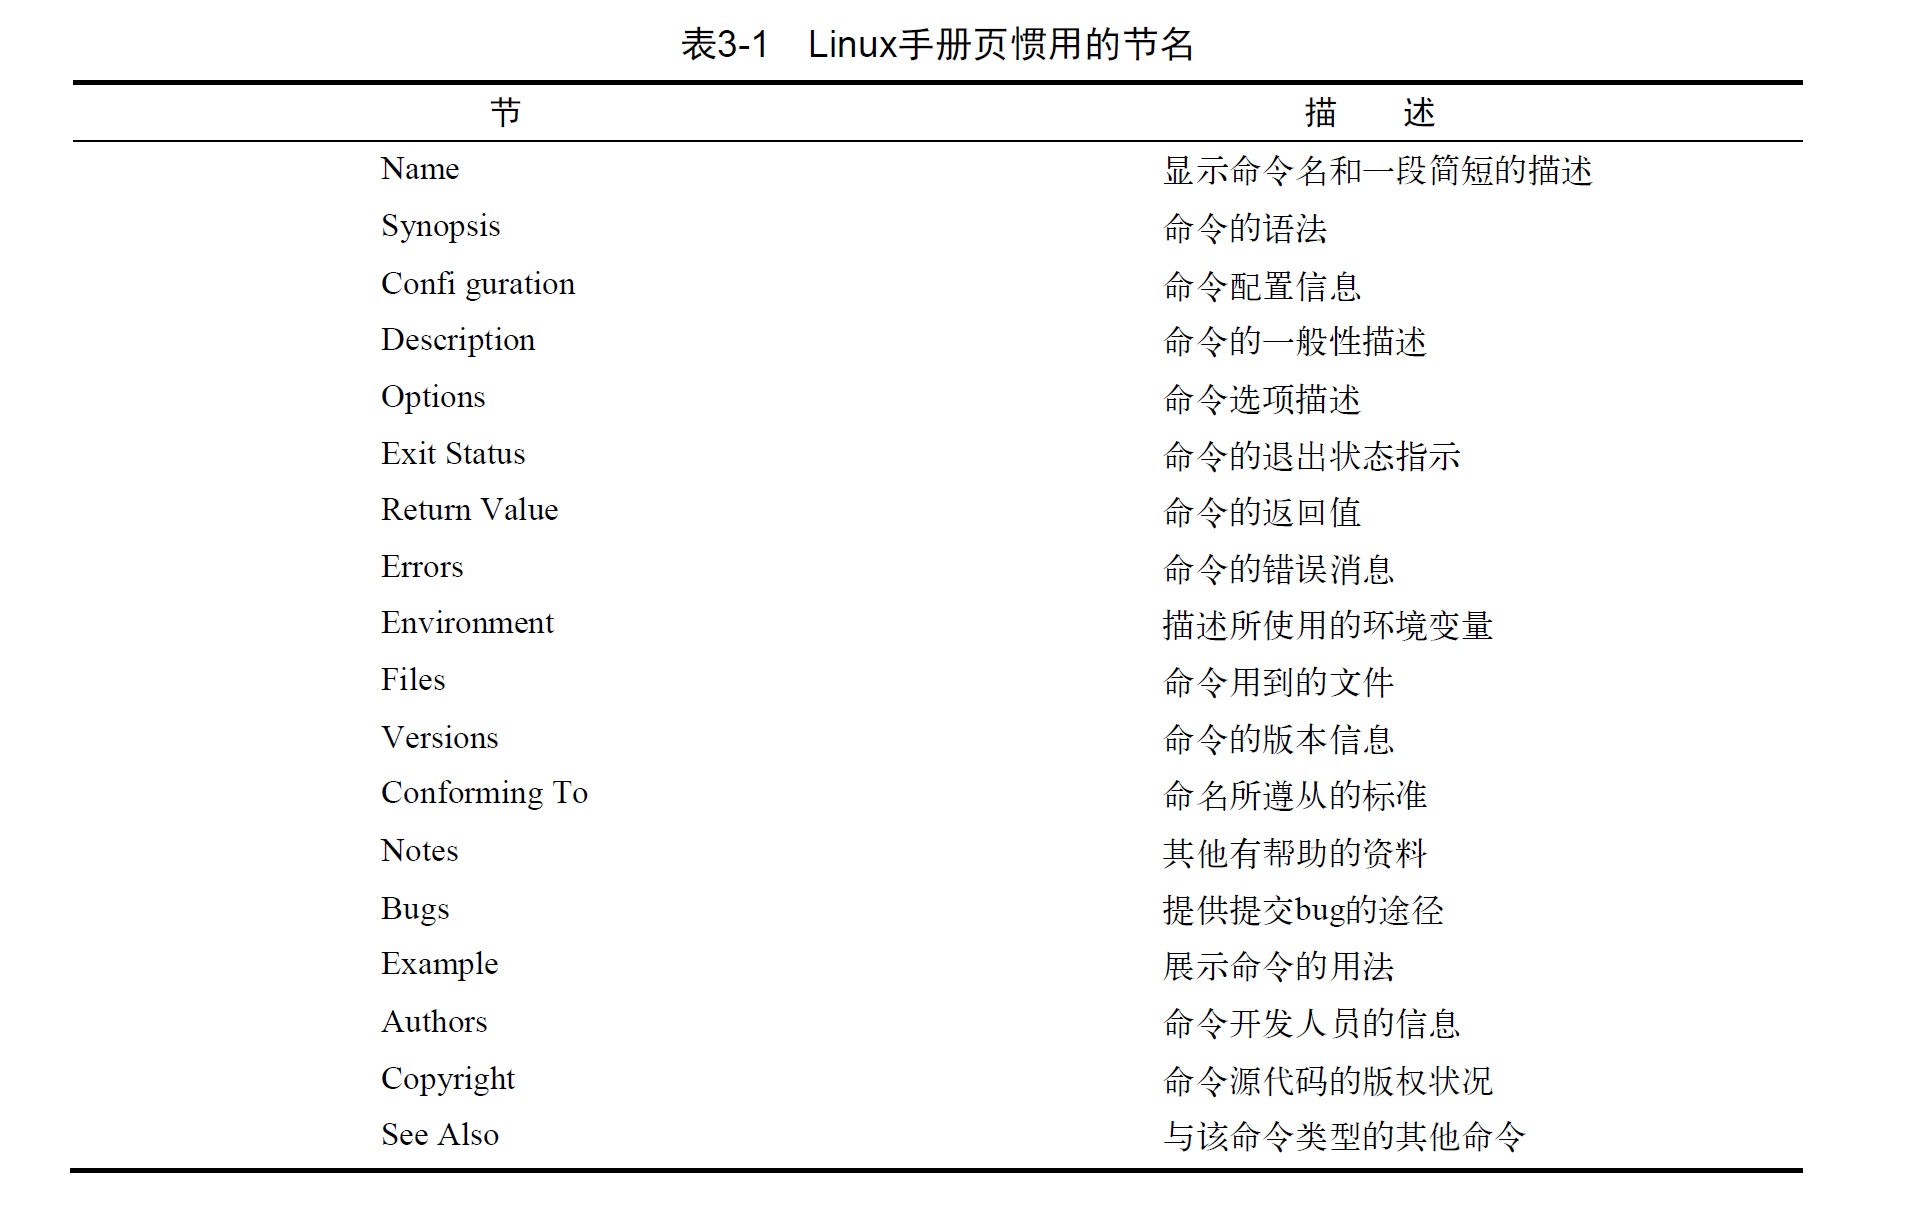 表3-1 Linux手册页惯用的节名
节 描 述
Name 显示命令名和一段简短的描述
Synopsis 命令的语法
Confi guration 命令配置信息
Description 命令的一般性描述
Options 命令选项描述
Exit Status 命令的退出状态指示
Return Value 命令的返回值
Errors 命令的错误消息
Environment 描述所使用的环境变量
Files 命令用到的文件
Versions 命令的版本信息
Conforming To 命名所遵从的标准
Notes 其他有帮助的资料
Bugs 提供提交bug的途径
Example 展示命令的用法
Authors 命令开发人员的信息
Copyright 命令源代码的版权状况
See Also 与该命令类型的其他命令